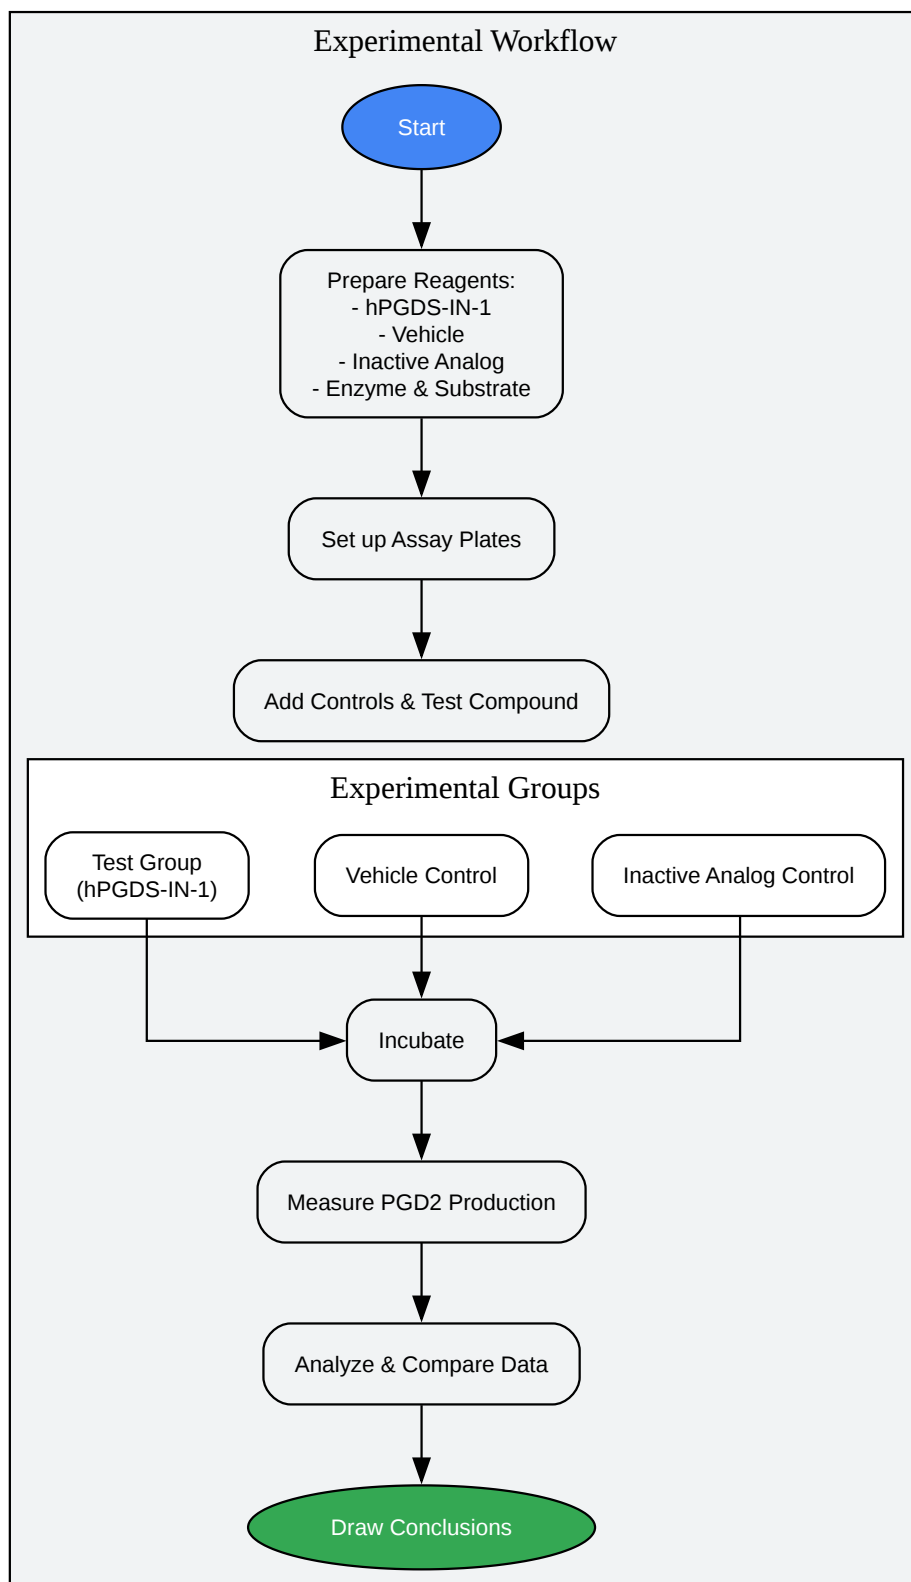 Experimental Workflow
Start
Prepare Reagents:
- hPGDS-IN-1
- Vehicle
- Inactive Analog
- Enzyme & Substrate
Set up Assay Plates
Add Controls & Test Compound
Experimental Groups
Test Group
(hPGDS-IN-1)
Vehicle Control
Inactive Analog Control
Incubate
Measure PGD2 Production
Analyze & Compare Data
Draw Conclusions